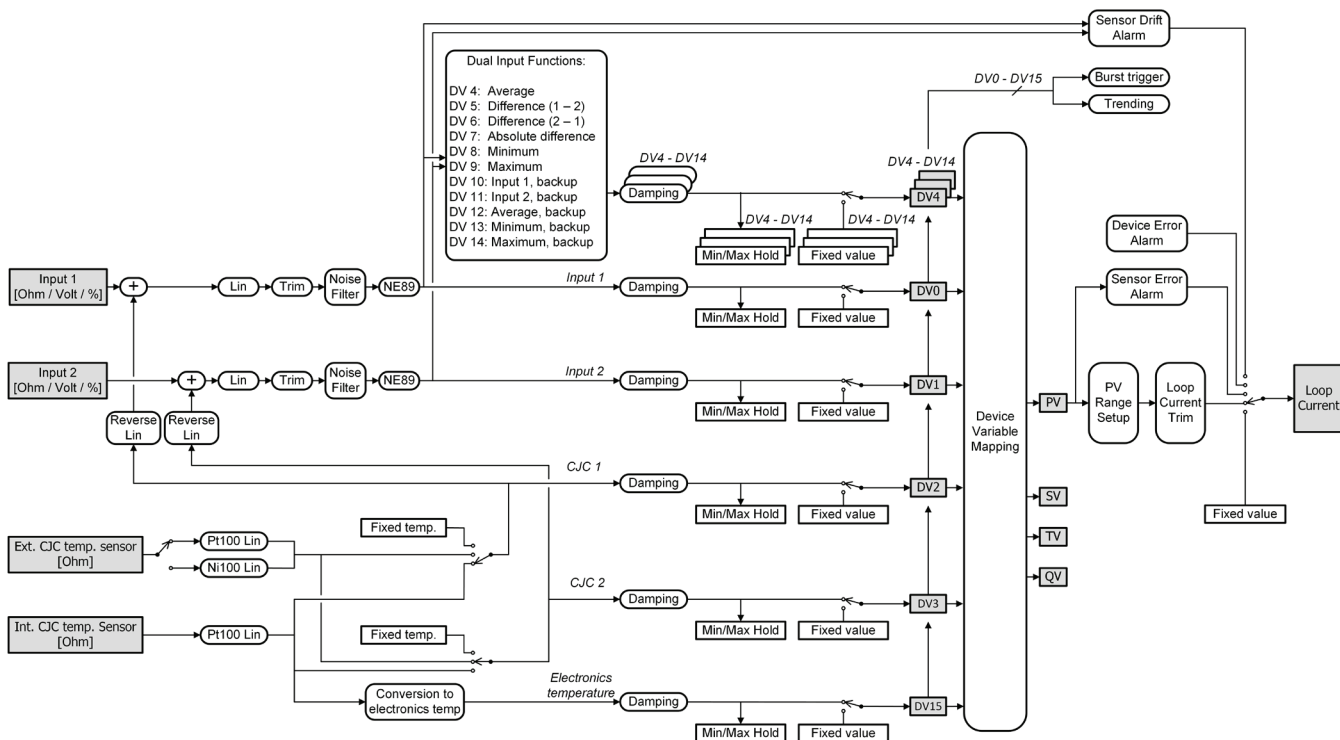 Sensor Drift
Alarm
Dual Input Functions:
DV 4: Average
DV 5: Difference (1 – 2)
DV 6: Difference (2 – 1)
DV 7: Absolute difference
DV 8: Minimum
DV 9: Maximum
DV 10: Input 1, backup
DV 11: Input 2, backup
DV 12: Average, backup
DV 13: Minimum, backup
DV 14: Maximum, backup
DV0 - DV15
Burst trigger
Trending
DV4 - DV14
Damping
DV4 - DV14
DV4
DV4 - DV14
Min/Max Hold
DV4 - DV14
Fixed value
Device Error
Alarm
Input 1
[Ohm / Volt / %]
+
Lin
Trim
Noise
Filter
NE89
Input 1
Damping
Min/Max Hold
Fixed value
DV0
Sensor Error
Alarm
Input 2
[Ohm / Volt / %]
+
Lin
Trim
Noise
Filter
NE89
Input 2
Damping
Min/Max Hold
Fixed value
DV1
Device
Variable
Mapping
PV
PV
Range
Setup
Loop
Current
Trim
Loop
Current
Reverse
Lin
Reverse
Lin
CJC 1
Damping
Min/Max Hold
Fixed value
DV2
SV
TV
QV
Fixed value
Ext. CJC temp. sensor
[Ohm]
Pt100 Lin
Ni100 Lin
Fixed temp.
CJC 2
Damping
Min/Max Hold
Fixed value
DV3
Int. CJC temp. Sensor
[Ohm]
Pt100 Lin
Fixed temp.
Conversion to
electronics temp
Electronics
temperature
Damping
Min/Max Hold
Fixed value
DV15